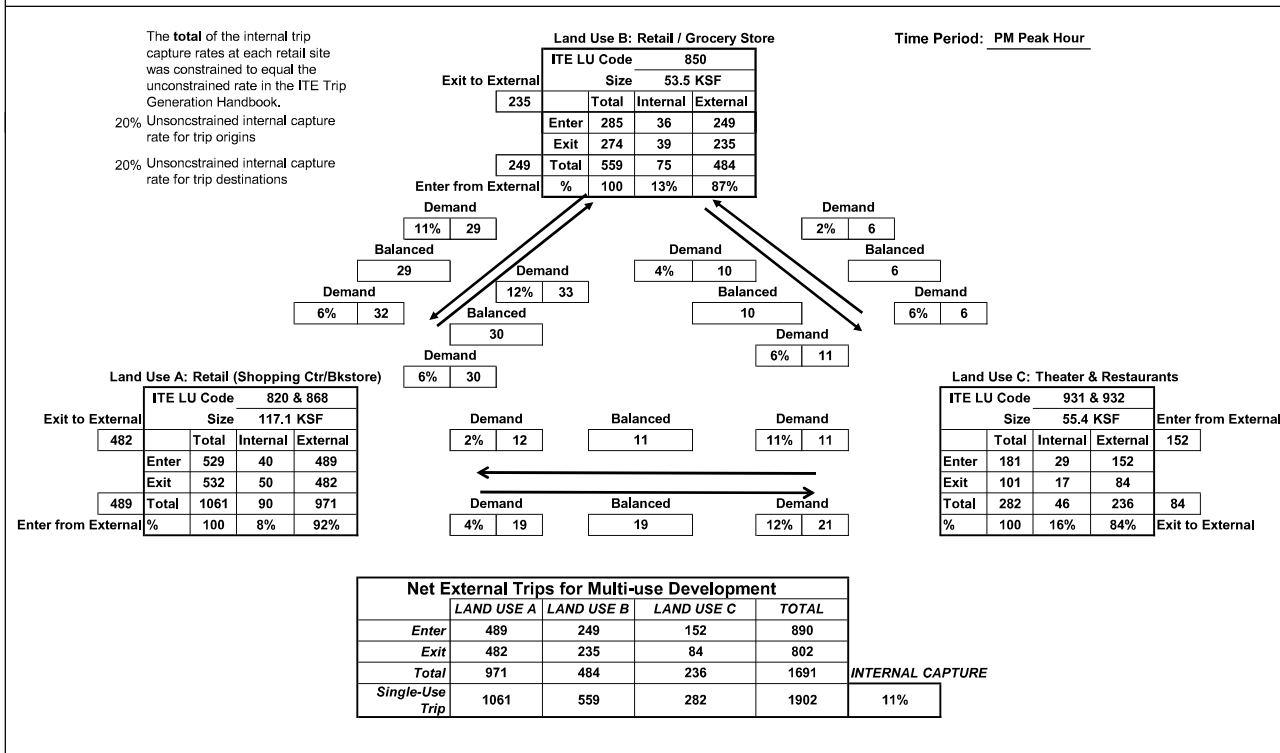 The total of the internal trip
capture rates at each retail site
was constrained to equal the
unconstrained rate in the ITE Trip
Generation Handbook.
20% Unsoncstrained internal capture
rate for trip origins
20% Unsoncstrained internal capture
rate for trip destinations
Time Period: PM Peak Hour
Land Use B: Retail / Grocery Store
ITE LU Code 850
Size 53.5 KSF
Exit to External
235
Total Internal External
Enter 285 36 249
Exit 274 39 235
249
Total 559 75 484
Enter from External
% 100 13% 87%
Demand
11% 29
Balanced
29
Demand
6% 32
Demand
12% 33
Balanced
30
Demand
6% 30
Demand
4% 10
Balanced
10
Demand
6% 11
Demand
2% 6
Balanced
6
Demand
6% 6
Land Use A: Retail (Shopping Ctr/Bkstore)
ITE LU Code 820 & 868
Size 117.1 KSF
Exit to External
482
Total Internal External
Enter 529 40 489
Exit 532 50 482
489
Total 1061 90 971
Enter from External
% 100 8% 92%
Demand Balanced Demand
2% 12 11 11% 11
Demand Balanced Demand
4% 19 19 12% 21
Land Use C: Theater & Restaurants
ITE LU Code 931 & 932
Size 55.4 KSF
Enter from External
152
Total Internal External
Enter 181 29 152
Exit 101 17 84
Total 282 46 236
84
% 100 16% 84%
Exit to External
Net External Trips for Multi-use Development
LAND USE A LAND USE B LAND USE C TOTAL
Enter 489 249 152 890
Exit 482 235 84 802
Total 971 484 236 1691
INTERNAL CAPTURE
Single-Use
Trip 1061 559 282 1902 11%